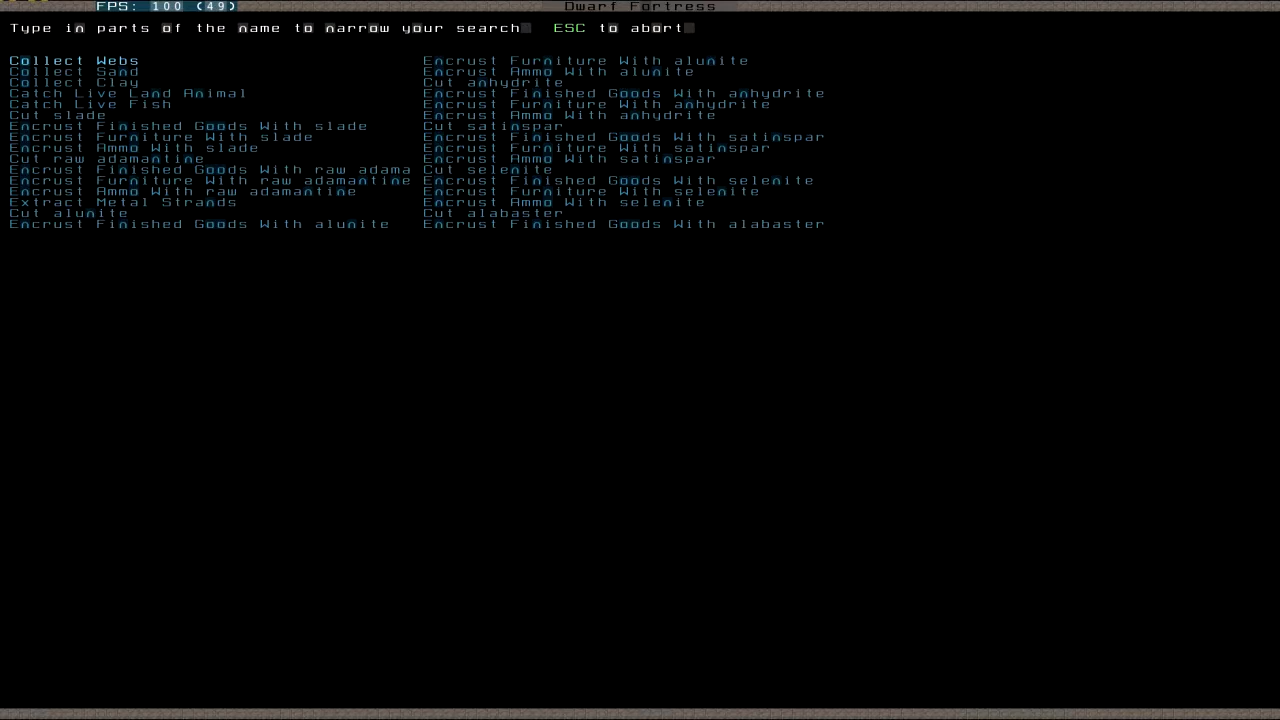 FPS: 100 (49)
Dwarf Fortress
Type in parts of the name to narrow your search. ESC to abort.
Collect Webs
Collect Sand
Collect Clay
Catch Live Land Animal
Catch Live Fish
Cut slade
Encrust Finished Goods With slade
Encrust Furniture With slade
Encrust Ammo With slade
Cut raw adamantine
Encrust Finished Goods With raw adama
Encrust Furniture With raw adamantine
Encrust Ammo With raw adamantine
Extract Metal Strands
Cut alunite
Encrust Finished Goods With alunite
Encrust Furniture With alunite
Encrust Ammo With alunite
Cut anhydrite
Encrust Finished Goods With anhydrite
Encrust Furniture With anhydrite
Encrust Ammo With anhydrite
Cut satinspar
Encrust Finished Goods With satinspar
Encrust Furniture With satinspar
Encrust Ammo With satinspar
Cut selenite
Encrust Finished Goods With selenite
Encrust Furniture With selenite
Encrust Ammo With selenite
Cut alabaster
Encrust Finished Goods With alabaster